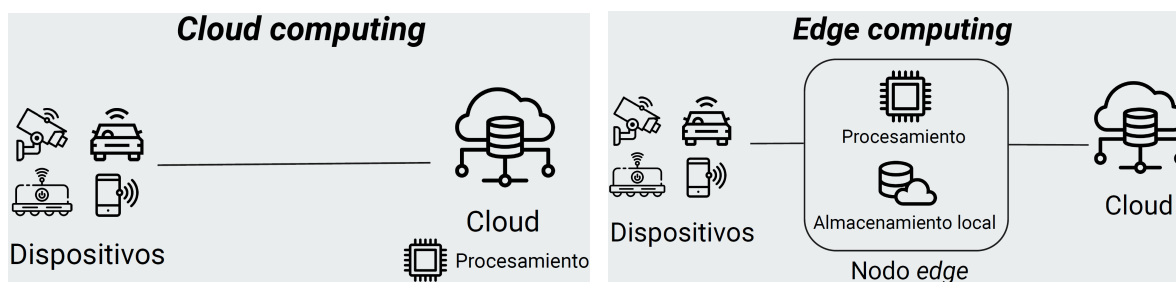 Cloud computing
Cloud
Dispositivos
Procesamiento
Edge computing
Procesamiento
Almacenamiento local
Dispositivos
Cloud
Nodo edge